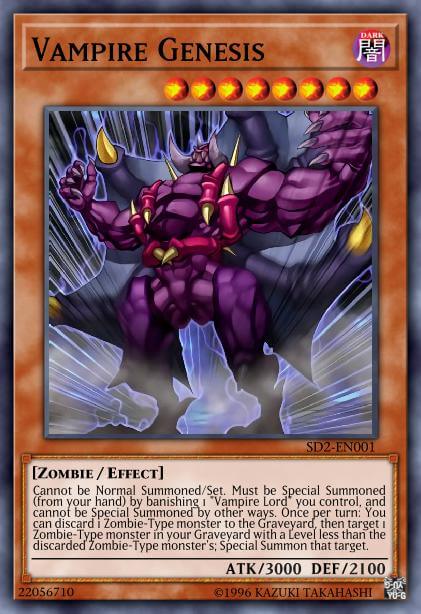 VAMPIRE GENESIS
DARK
闇
SD2-EN001
[ZOMBIE / EFFECT]
Cannot be Normal Summoned/Set. Must be Special Summoned
(from your hand) by banishing 1 "Vampire Lord" you control, and
cannot be Special Summoned by other ways. Once per turn: You
can discard 1 Zombie-Type monster to the Graveyard, then target 1
Zombie-Type monster in your Graveyard with a Level less than the
discarded Zombie-Type monster's; Special Summon that target.
ATK/3000 DEF/2100
22056710
©1996 KAZUKI TAKAHASHI